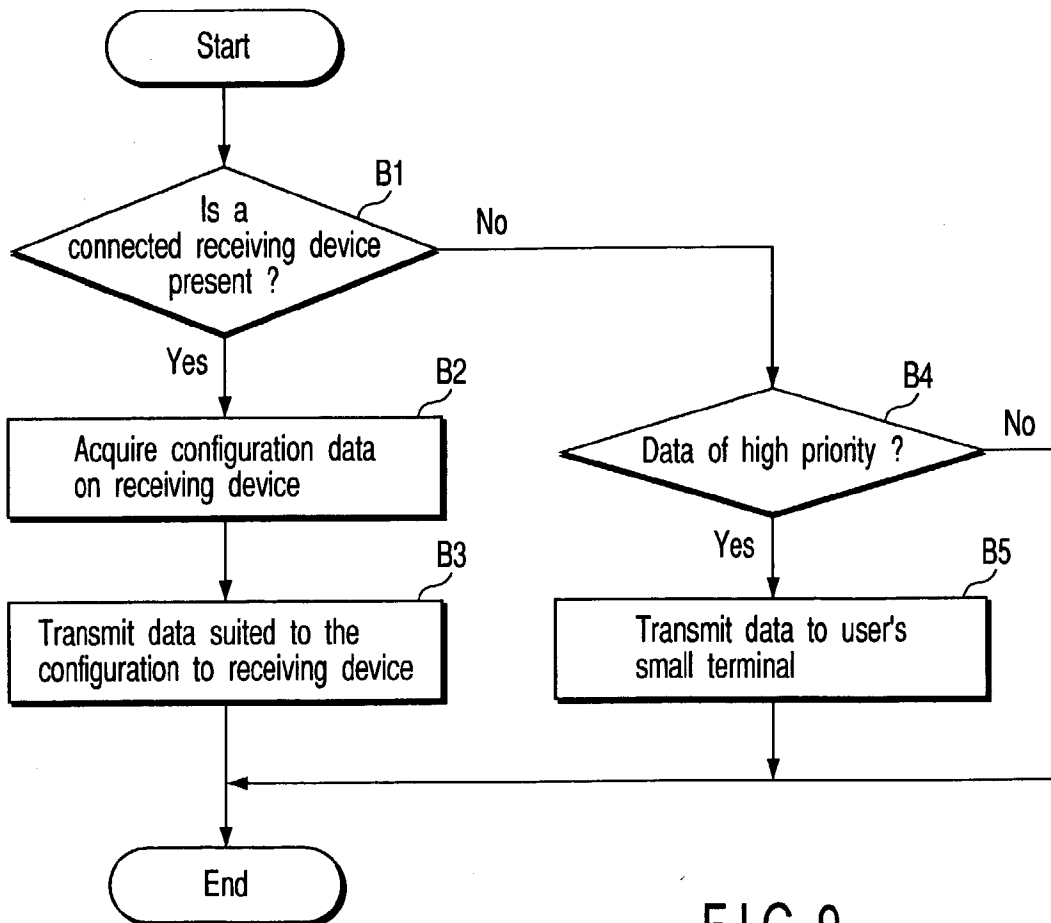 Start
B1
Is a
connected receiving device
present ?
No
Yes
B2
Acquire configuration data
on receiving device
B3
Transmit data suited to the
configuration to receiving device
B4
Data of high priority ?
No
Yes
B5
Transmit data to user's
small terminal
End